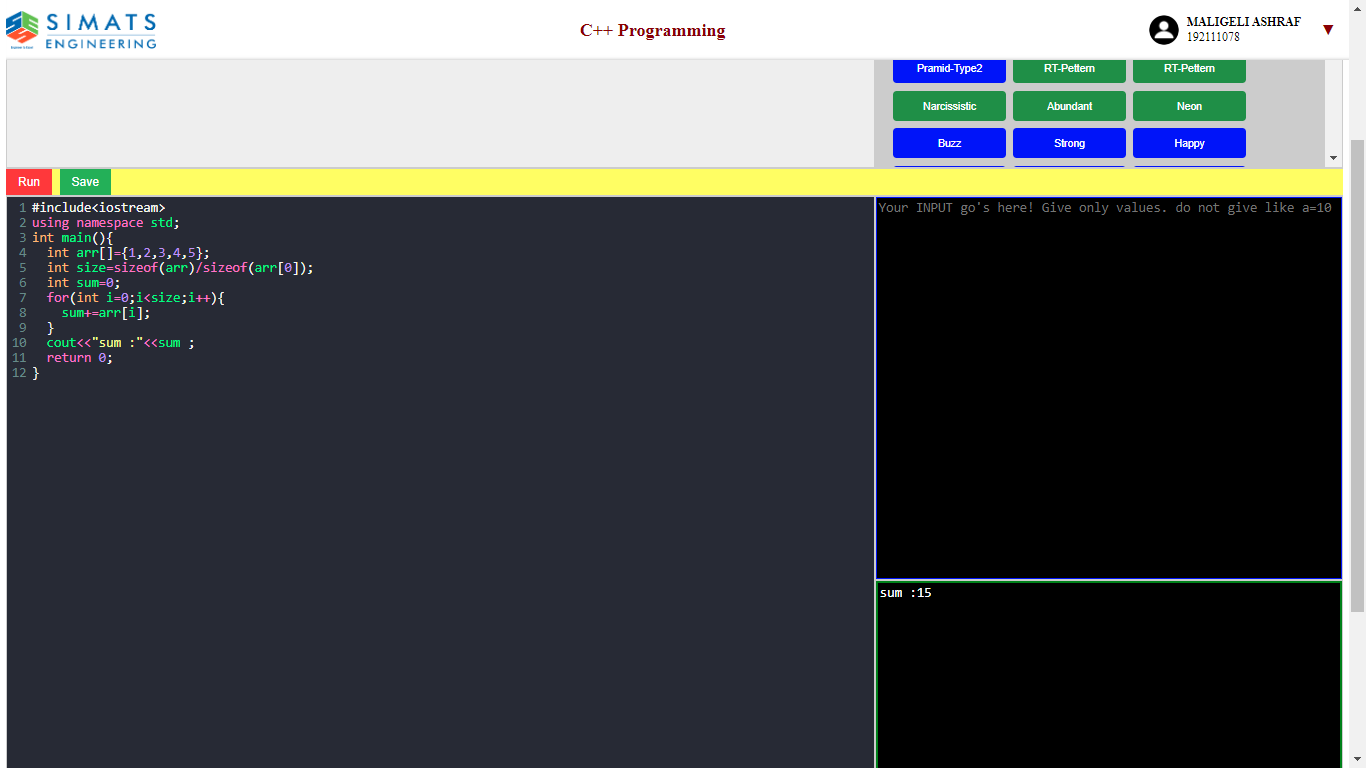 SIMATS
ENGINEERING
C++ Programming
MALIGELI ASHRAF
192111078
▼
Pramid-Type2 RT-Pettern RT-Pettern
Narcissistic Abundant Neon
Buzz Strong Happy
Run Save
1 #include<iostream>
2 using namespace std;
3 int main(){
4   int arr[]={1,2,3,4,5};
5   int size=sizeof(arr)/sizeof(arr[0]);
6   int sum=0;
7   for(int i=0;i<size;i++){
8     sum+=arr[i];
9   }
10   cout<<"sum :"<<sum ;
11   return 0;
12 }
Your INPUT go's here! Give only values. do not give like a=10
sum :15